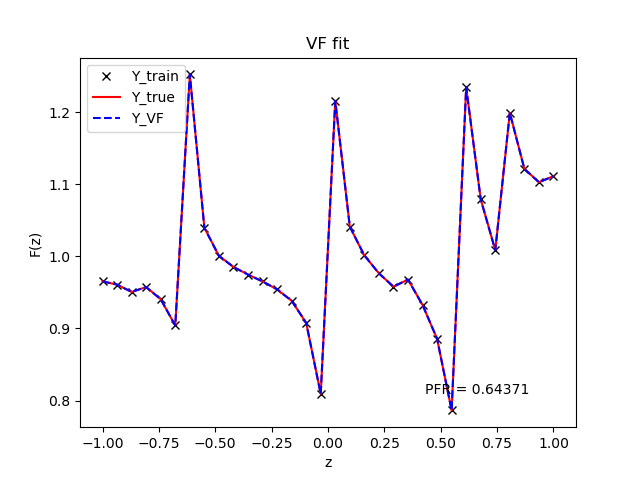 VF fit
Y_train
Y_true
Y_VF
1.2
1.1
1.0
0.9
0.8
F(z)
PFR = 0.64371
−1.00 −0.75 −0.50 −0.25 0.00 0.25 0.50 0.75 1.00
z